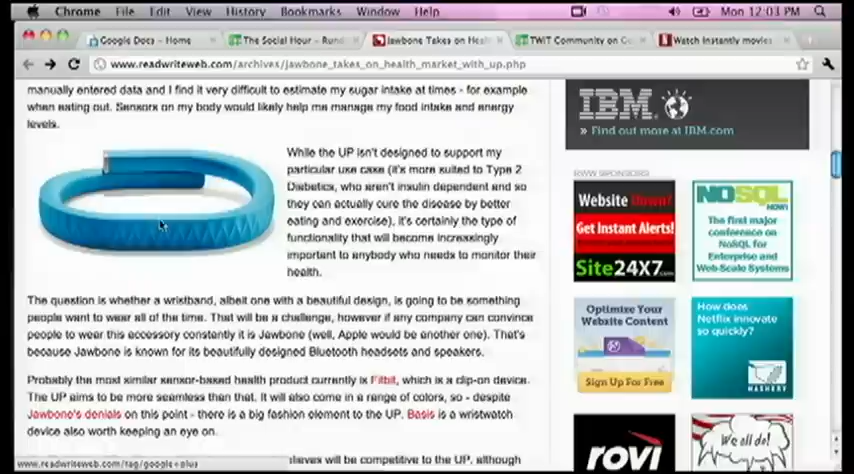 Chrome File Edit View History Bookmarks Window Help Mon 12:03 PM
Google Docs - Home
The Social Hour - Rund
Jawbone Takes on Heal
TWiT Community on Go
Watch Instantly movies
www.readwriteweb.com/archives/jawbone_takes_on_health_market_with_up.php
manually entered data and I find it very difficult to estimate my sugar intake at times - for example
when eating out. Sensors on my body would likely help me manage my food intake and energy
levels.
While the UP isn't designed to support my
particular use case (it's more suited to Type 2
Diabetics, who aren't insulin dependent and so
they can actually cure the disease by better
eating and exercise), it's certainly the type of
functionality that will become increasingly
important to anybody who needs to monitor their
health.
The question is whether a wristband, albeit one with a beautiful design, is going to be something
people want to wear all of the time. That will be a challenge, however if any company can convince
people to wear this accessory constantly it is Jawbone (well, Apple would be another one). That's
because Jawbone is known for its beautifully designed Bluetooth headsets and speakers.
Probably the most similar sensor-based health product currently is Fitbit, which is a clip-on device.
The UP aims to be more seamless than that. It will also come in a range of colors, so - despite
Jawbone's denials on this point - there is a big fashion element to the UP. Basis is a wristwatch
device also worth keeping an eye on.
lieves will be competitive to the UP, although
www.readwriteweb.com/tag/google+plus
IBM
» Find out more at IBM.com
RWW SPONSORS
Website Down?
Get Instant Alerts!
Site24X7.com
NOSQL
NOW!
The first major
conference on
NoSQL for
Enterprise and
Web-Scale Systems
Optimize Your
Website Content
Sign Up For Free
How does
Netflix innovate
so quickly?
MASHERY
rovi
We all do!